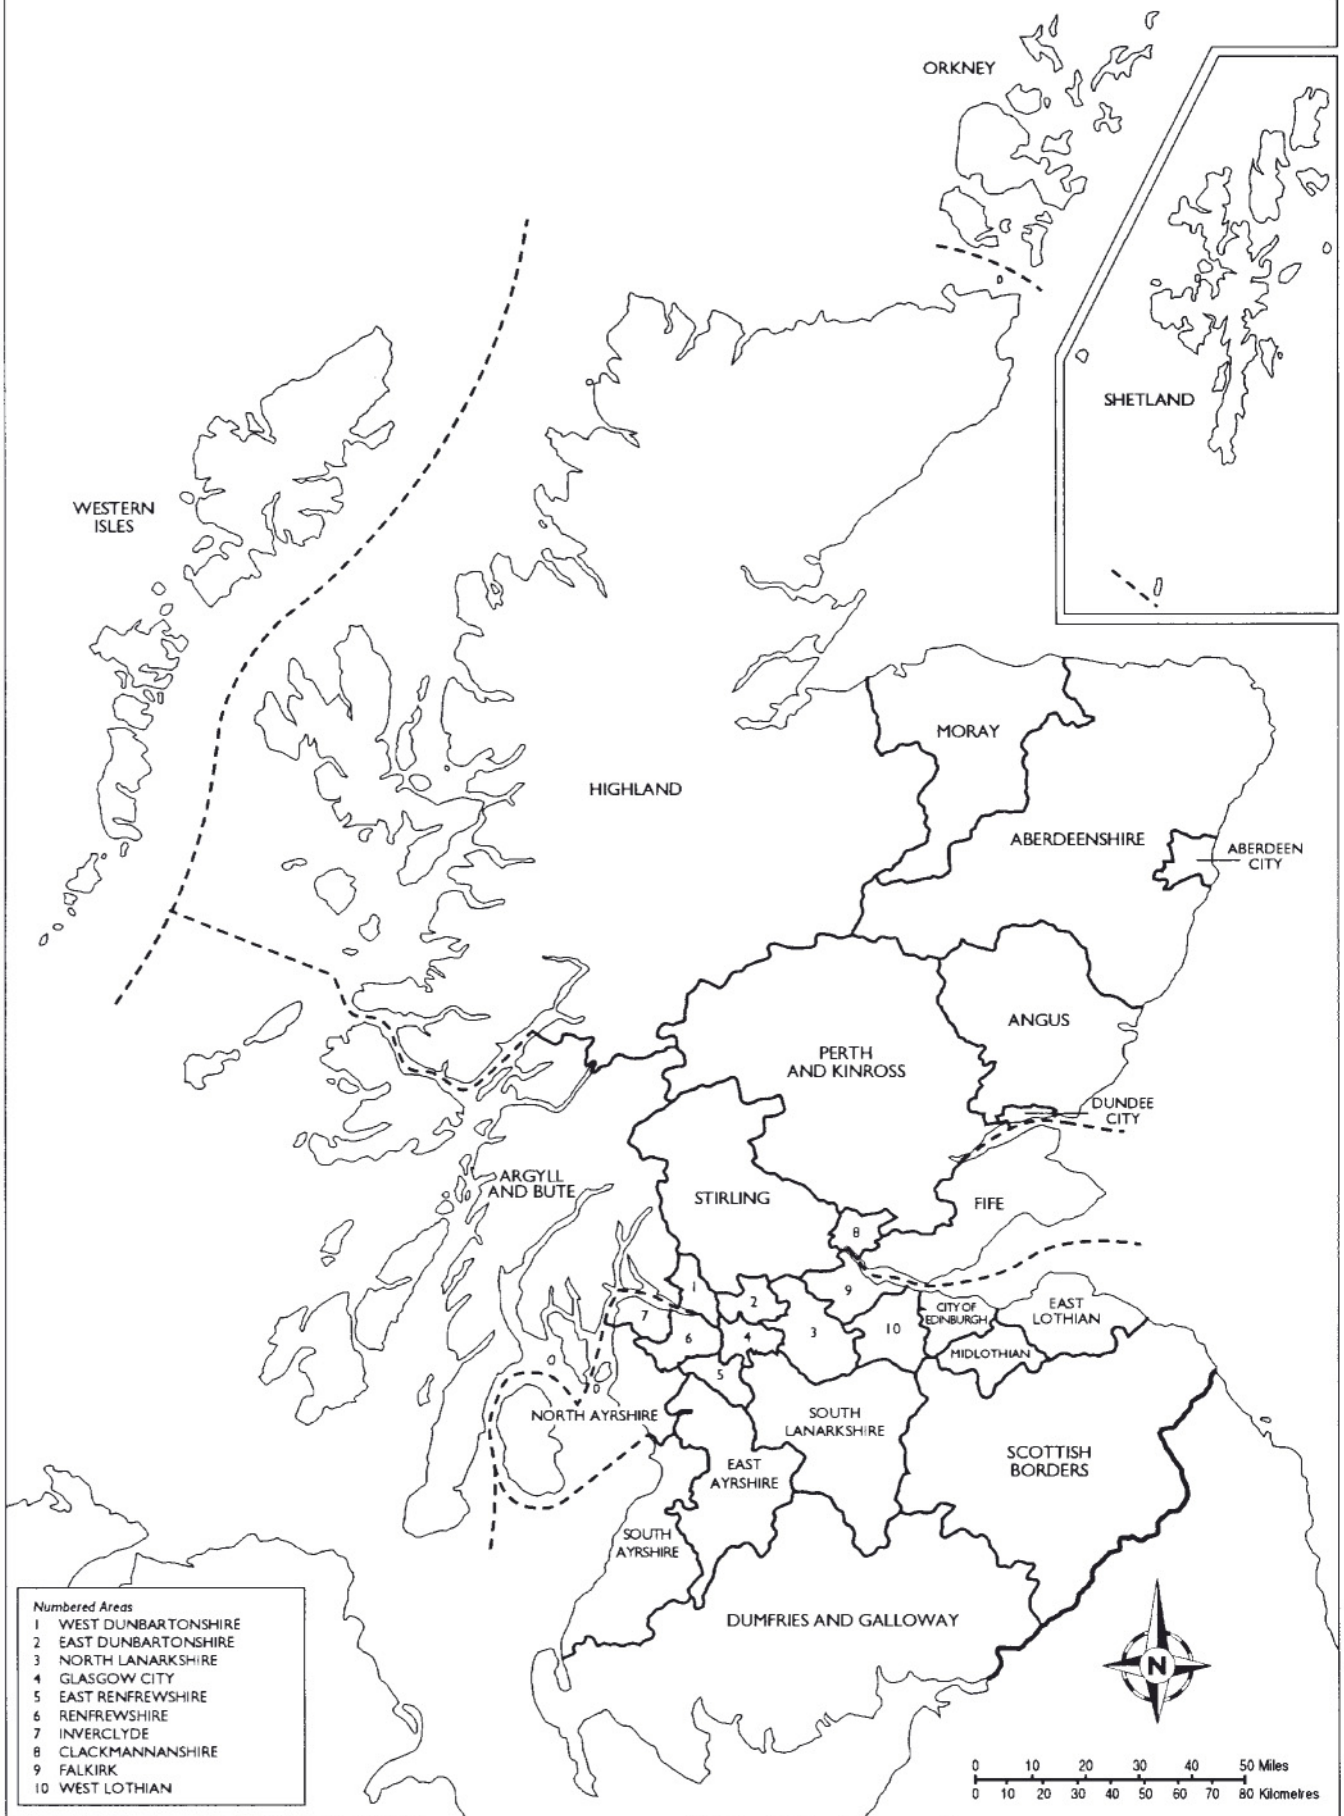 ORKNEY
SHETLAND
WESTERN
ISLES
MORAY
HIGHLAND
ABERDEENSHIRE
ABERDEEN
CITY
ANGUS
PERTH
AND KINROSS
DUNDEE
CITY
ARGYLL
AND BUTE
STIRLING
FIFE
8
1
2
9
7
6
4
3
10
5
CITY OF
EDINBURGH
EAST
LOTHIAN
MIDLOTHIAN
NORTH AYRSHIRE
SOUTH
LANARKSHIRE
EAST
AYRSHIRE
SCOTTISH
BORDERS
SOUTH
AYRSHIRE
DUMFRIES AND GALLOWAY
Numbered Areas
1 WEST DUNBARTONSHIRE
2 EAST DUNBARTONSHIRE
3 NORTH LANARKSHIRE
4 GLASGOW CITY
5 EAST RENFREWSHIRE
6 RENFREWSHIRE
7 INVERCLYDE
8 CLACKMANNANSHIRE
9 FALKIRK
10 WEST LOTHIAN
N
0 10 20 30 40 50 Miles
0 10 20 30 40 50 60 70 80 Kilometres